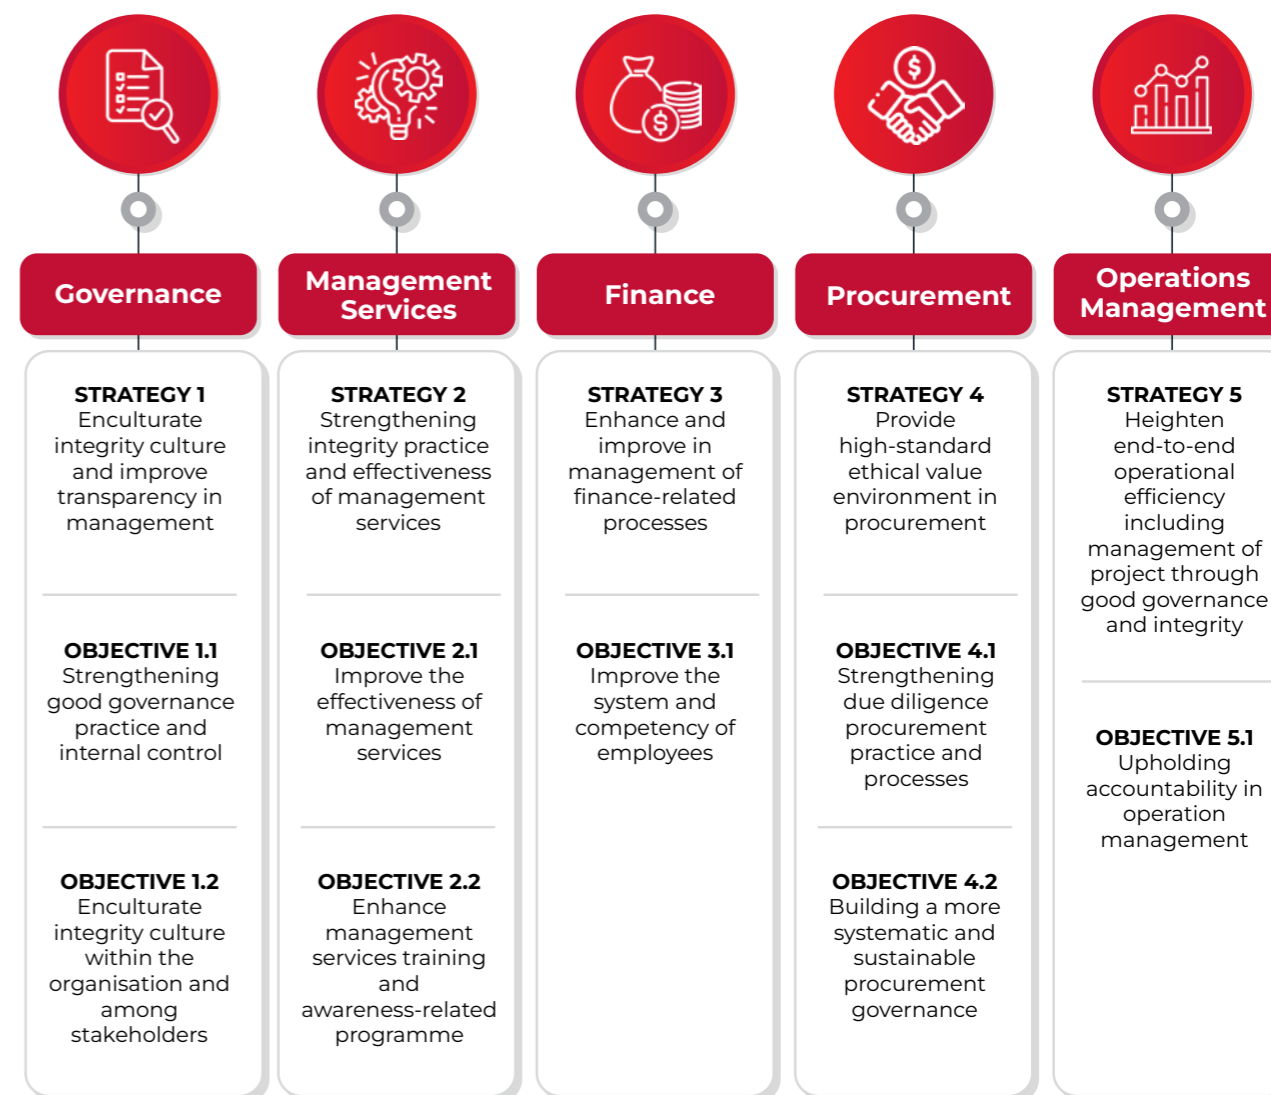 Governance
STRATEGY 1
Enculturate
integrity culture
and improve
transparency in
management
OBJECTIVE 1.1
Strengthening
good governance
practice and
internal control
OBJECTIVE 1.2
Enculturate
integrity culture
within the
organisation and
among
stakeholders
Management
Services
STRATEGY 2
Strengthening
integrity practice
and effectiveness
of management
services
OBJECTIVE 2.1
Improve the
effectiveness of
management
services
OBJECTIVE 2.2
Enhance
management
services training
and
awareness-related
programme
$
Finance
STRATEGY 3
Enhance and
improve in
management of
finance-related
processes
OBJECTIVE 3.1
Improve the
system and
competency of
employees
$
Procurement
STRATEGY 4
Provide
high-standard
ethical value
environment in
procurement
OBJECTIVE 4.1
Strengthening
due diligence
procurement
practice and
processes
OBJECTIVE 4.2
Building a more
systematic and
sustainable
procurement
governance
Operations
Management
STRATEGY 5
Heighten
end-to-end
operational
efficiency
including
management of
project through
good governance
and integrity
OBJECTIVE 5.1
Upholding
accountability in
operation
management